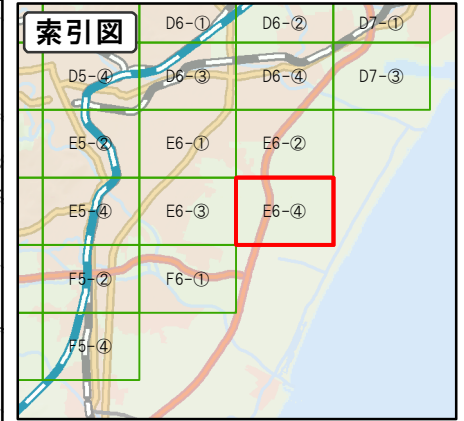 索引図
D6-① D6-② D7-①
D5-④ D6-③ D6-④ D7-③
E5-② E6-① E6-②
E5-④ E6-③ E6-④
F5-② F6-①
F5-④